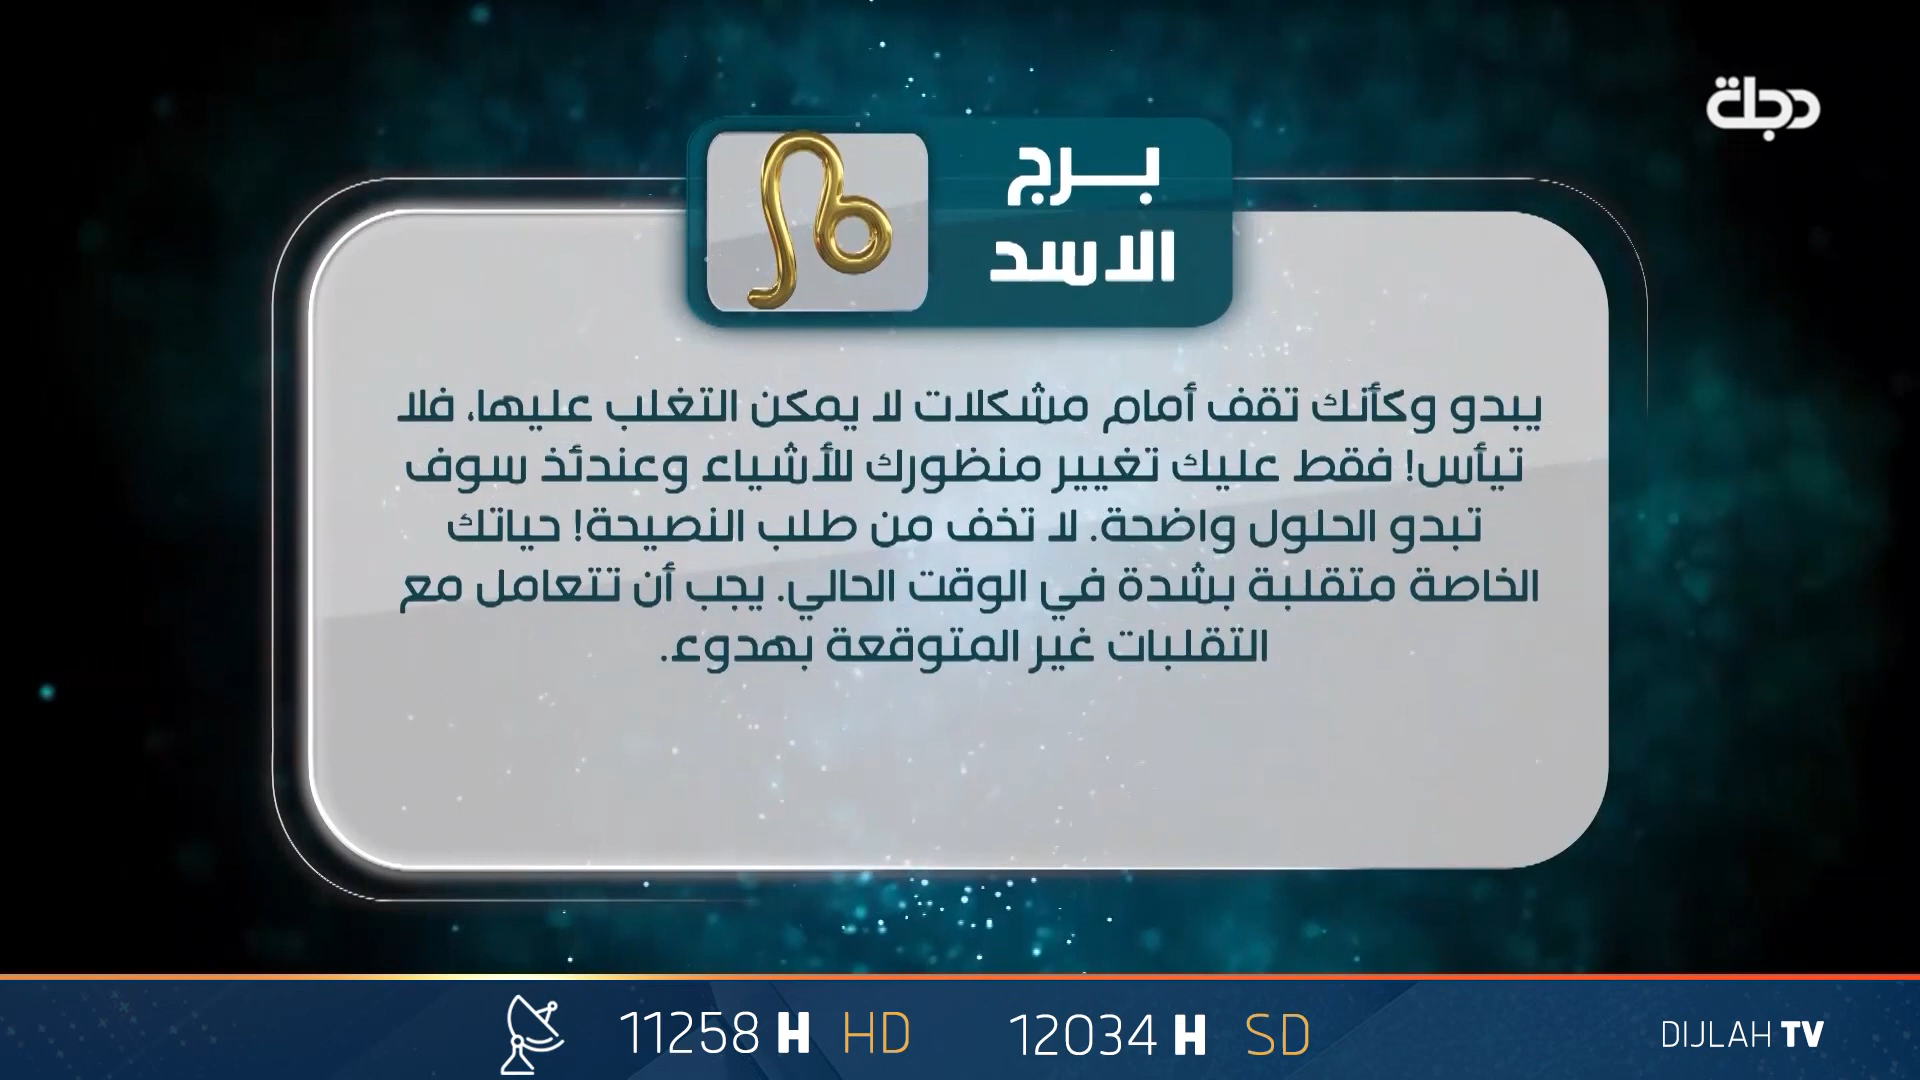 دجلة
برج
الاسد
يبدو وكأنك تقف أمام مشكلات لا يمكن التغلب عليها، فلا
تيأس! فقط عليك تغيير منظورك للأشياء وعندئذ سوف
تبدو الحلول واضحة. لا تخف من طلب النصيحة! حياتك
الخاصة متقلبة بشدة في الوقت الحالي. يجب أن تتعامل مع
التقلبات غير المتوقعة بهدوء.
11258 H HD 12034 H SD
DIJLAH TV